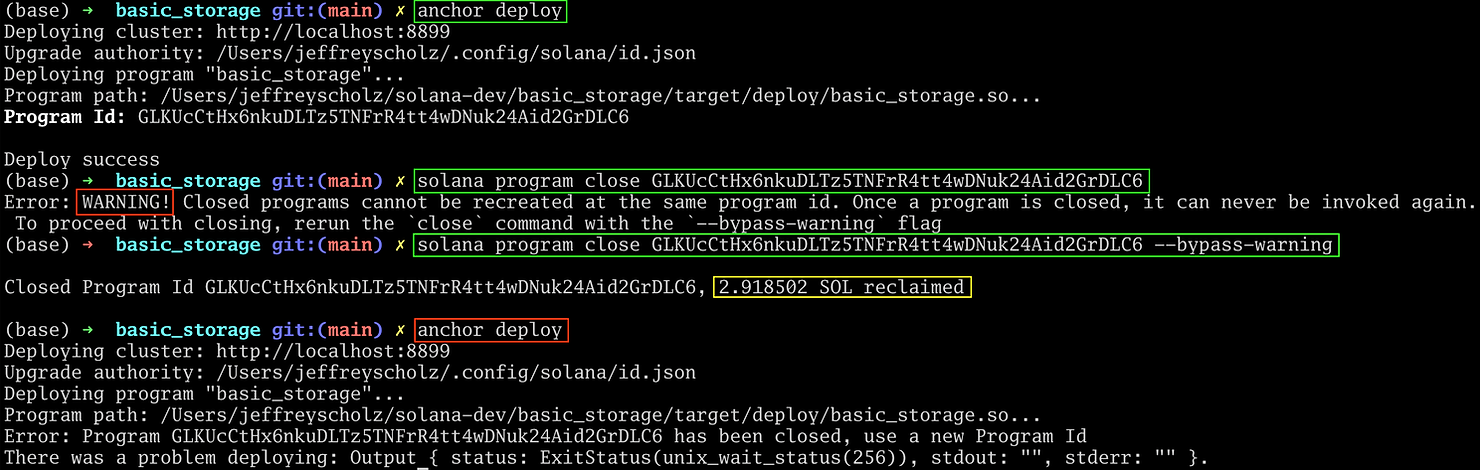 (base) ➜  basic_storage git:(main) ✗ anchor deploy
Deploying cluster: http://localhost:8899
Upgrade authority: /Users/jeffreyscholz/.config/solana/id.json
Deploying program "basic_storage"...
Program path: /Users/jeffreyscholz/solana-dev/basic_storage/target/deploy/basic_storage.so...
Program Id: GLKUcCtHx6nkuDLTz5TNFrR4tt4wDNuk24Aid2GrDLC6
Deploy success
(base) ➜  basic_storage git:(main) ✗ solana program close GLKUcCtHx6nkuDLTz5TNFrR4tt4wDNuk24Aid2GrDLC6
Error: WARNING! Closed programs cannot be recreated at the same program id. Once a program is closed, it can never be invoked again.
 To proceed with closing, rerun the `close` command with the `--bypass-warning` flag
(base) ➜  basic_storage git:(main) ✗ solana program close GLKUcCtHx6nkuDLTz5TNFrR4tt4wDNuk24Aid2GrDLC6 --bypass-warning
Closed Program Id GLKUcCtHx6nkuDLTz5TNFrR4tt4wDNuk24Aid2GrDLC6, 2.918502 SOL reclaimed
(base) ➜  basic_storage git:(main) ✗ anchor deploy
Deploying cluster: http://localhost:8899
Upgrade authority: /Users/jeffreyscholz/.config/solana/id.json
Deploying program "basic_storage"...
Program path: /Users/jeffreyscholz/solana-dev/basic_storage/target/deploy/basic_storage.so...
Error: Program GLKUcCtHx6nkuDLTz5TNFrR4tt4wDNuk24Aid2GrDLC6 has been closed, use a new Program Id
There was a problem deploying: Output { status: ExitStatus(unix_wait_status(256)), stdout: "", stderr: "" }.